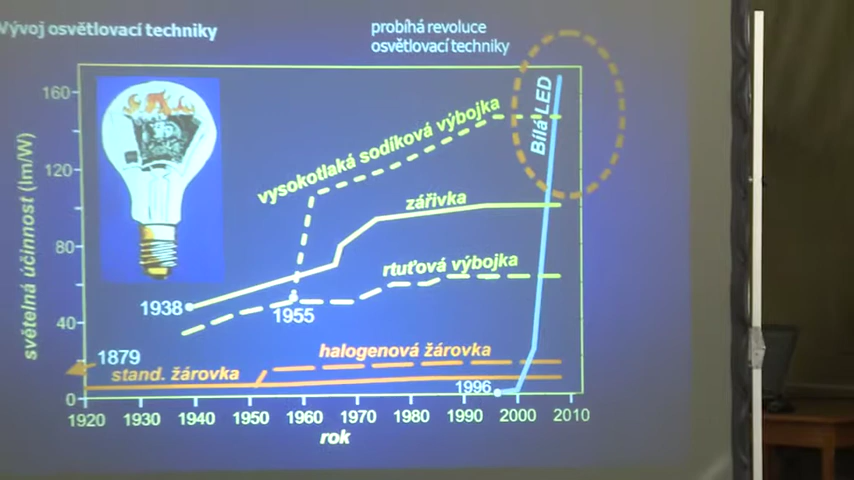 Vývoj osvětlovací techniky
probíhá revoluce
osvětlovací techniky
160
120
80
40
0
světelná účinnost (lm/W)
Bílá LED
vysokotlaká sodíková výbojka
zářivka
rtuťová výbojka
1938
1955
1879
halogenová žárovka
stand. žárovka
1996
1920 1930 1940 1950 1960 1970 1980 1990 2000 2010
rok